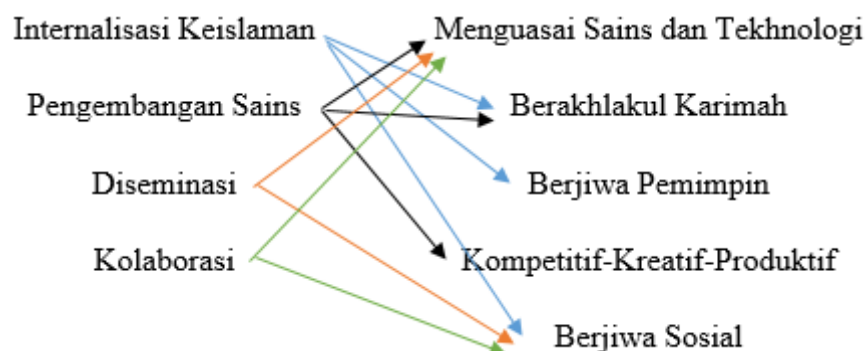 Internalisasi Keislaman Menguasai Sains dan Tekhnologi
Pengembangan Sains Berakhlakul Karimah
Diseminasi Berjiwa Pemimpin
Kolaborasi Kompetitif-Kreatif-Produktif
Berjiwa Sosial